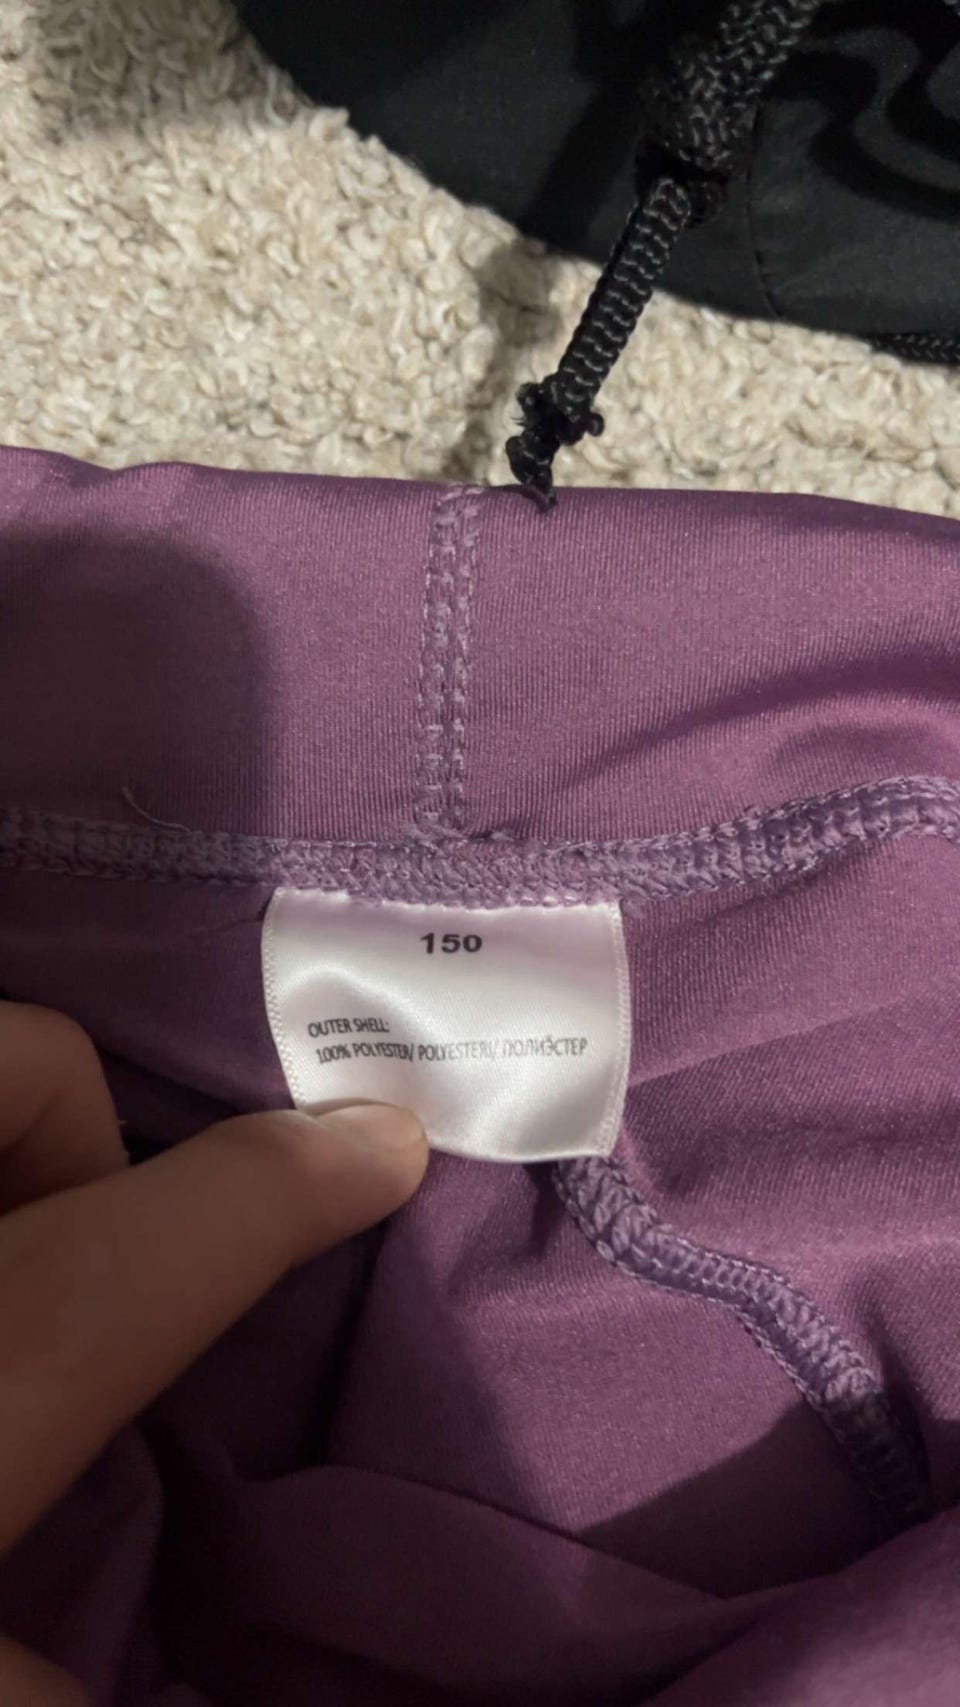 150
OUTER SHELL:
100% POLYESTER/ POLYESTERI/ ПОЛИЭСТЕР